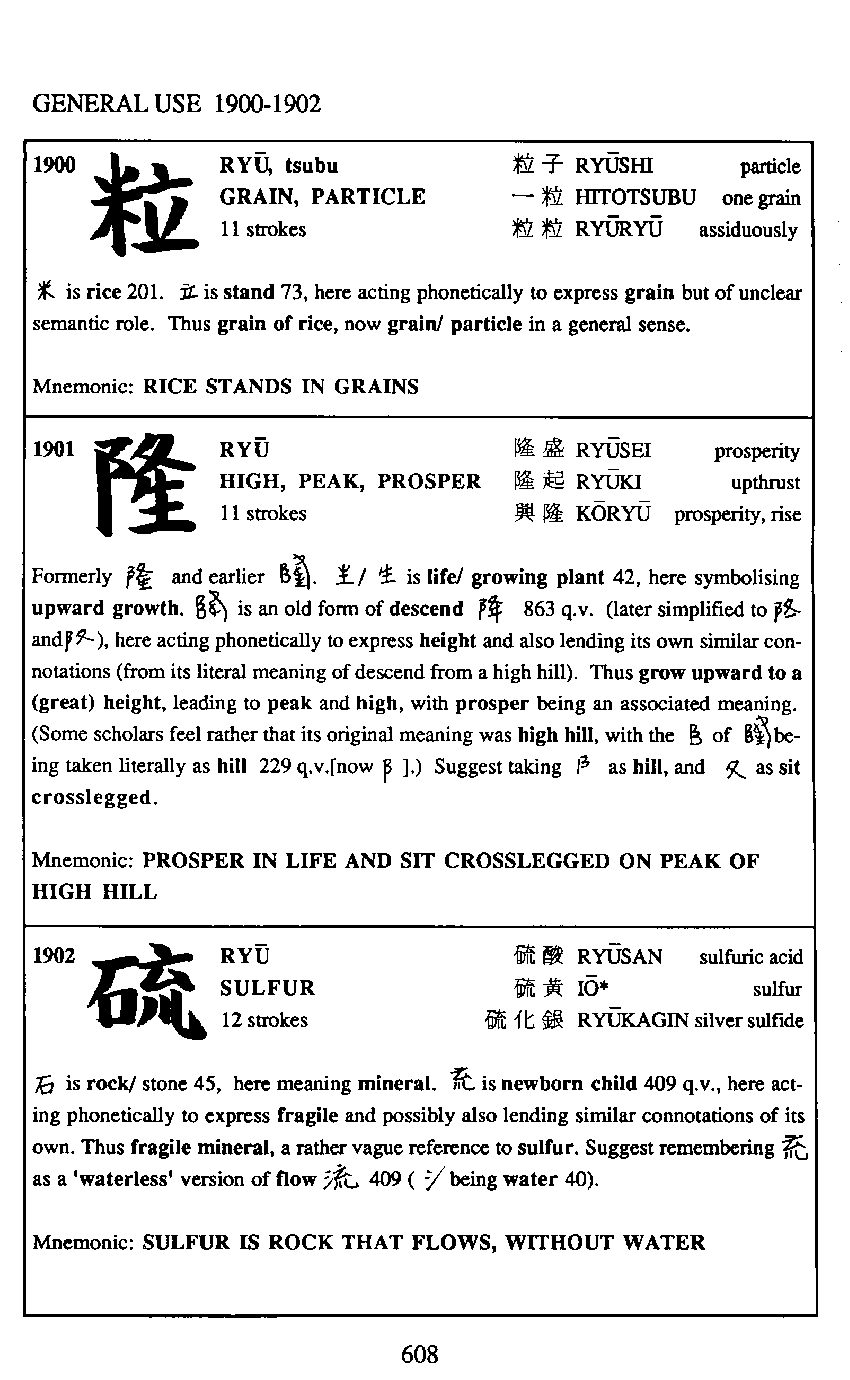 GENERAL USE 1900-1902
1900 粒 RYŪ, tsubu 粒子 RYŪSHI particle
GRAIN, PARTICLE 一粒 HITOTSUBU one grain
11 strokes 粒粒 RYŪRYŪ assiduously
米 is rice 201. 立 is stand 73, here acting phonetically to express grain but of unclear
semantic role. Thus grain of rice, now grain/ particle in a general sense.
Mnemonic: RICE STANDS IN GRAINS
1901 隆 RYŪ 隆盛 RYŪSEI prosperity
HIGH, PEAK, PROSPER 隆起 RYŪKI upthrust
11 strokes 興隆 KŌRYŪ prosperity, rise
Formerly and earlier . / 生 is life/ growing plant 42, here symbolising
upward growth. is an old form of descend 降 863 q.v. (later simplified to
and ), here acting phonetically to express height and also lending its own similar con-
notations (from its literal meaning of descend from a high hill). Thus grow upward to a
(great) height, leading to peak and high, with prosper being an associated meaning.
(Some scholars feel rather that its original meaning was high hill, with the of be-
ing taken literally as hill 229 q.v.[now 阝 ].) Suggest taking 阝 as hill, and 夂 as sit
crosslegged.
Mnemonic: PROSPER IN LIFE AND SIT CROSSLEGGED ON PEAK OF
HIGH HILL
1902 硫 RYŪ 硫酸 RYŪSAN sulfuric acid
SULFUR 硫黄 IŌ* sulfur
12 strokes 硫化銀 RYŪKAGIN silver sulfide
石 is rock/ stone 45, here meaning mineral. 㐬 is newborn child 409 q.v., here act-
ing phonetically to express fragile and possibly also lending similar connotations of its
own. Thus fragile mineral, a rather vague reference to sulfur. Suggest remembering 㐬
as a 'waterless' version of flow 流 409 ( 氵 being water 40).
Mnemonic: SULFUR IS ROCK THAT FLOWS, WITHOUT WATER
608